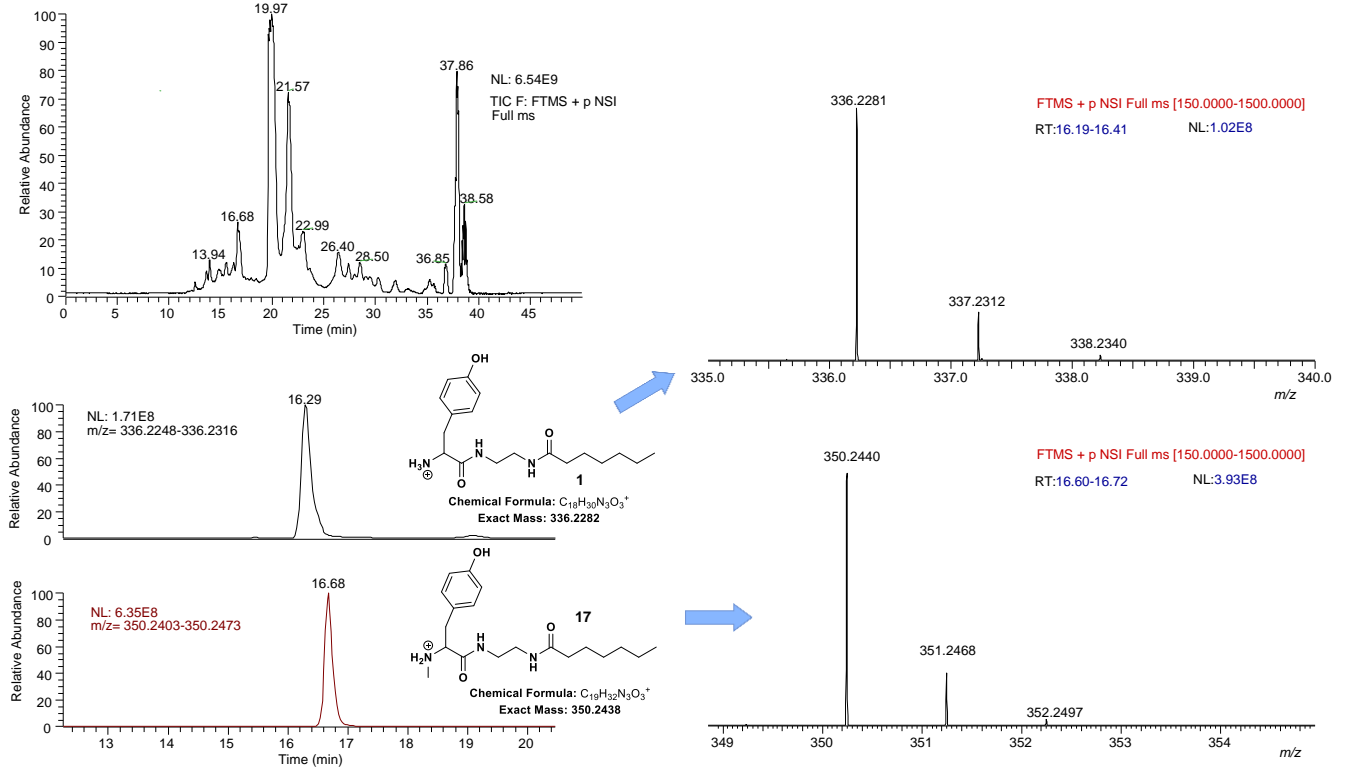 19.97
37.86
21.57
38.58
16.68
22.99
26.40
28.50
13.94
36.85
NL: 6.54E9
TIC F: FTMS + p NSI
Full ms
100
90
80
70
60
50
40
30
20
10
0
Relative Abundance
0 5 10 15 20 25 30 35 40 45
Time (min)
336.2281
337.2312
338.2340
FTMS + p NSI Full ms [150.0000-1500.0000]
RT:16.19-16.41 NL:1.02E8
335.0 336.0 337.0 338.0 339.0 340.0
m/z
100
80
60
40
20
0
Relative Abundance
NL: 1.71E8
m/z= 336.2248-336.2316
16.29
OH
H3N
⊕
O
H
N
N
H
O
1
Chemical Formula: C18H30N3O3+
Exact Mass: 336.2282
100
80
60
40
20
0
Relative Abundance
NL: 6.35E8
m/z= 350.2403-350.2473
16.68
OH
17
⊕
H2N
O
H
N
N
H
O
Chemical Formula: C19H32N3O3+
Exact Mass: 350.2438
13 14 15 16 17 18 19 20
Time (min)
350.2440
351.2468
352.2497
FTMS + p NSI Full ms [150.0000-1500.0000]
RT:16.60-16.72 NL:3.93E8
349 350 351 352 353 354
m/z